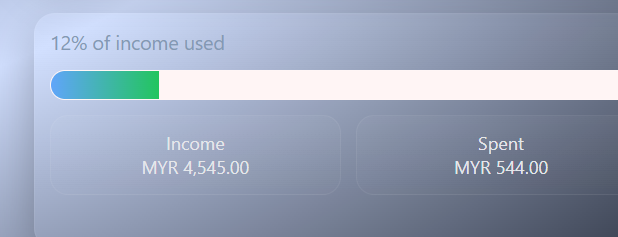 12% of income used
Income
MYR 4,545.00
Spent
MYR 544.00